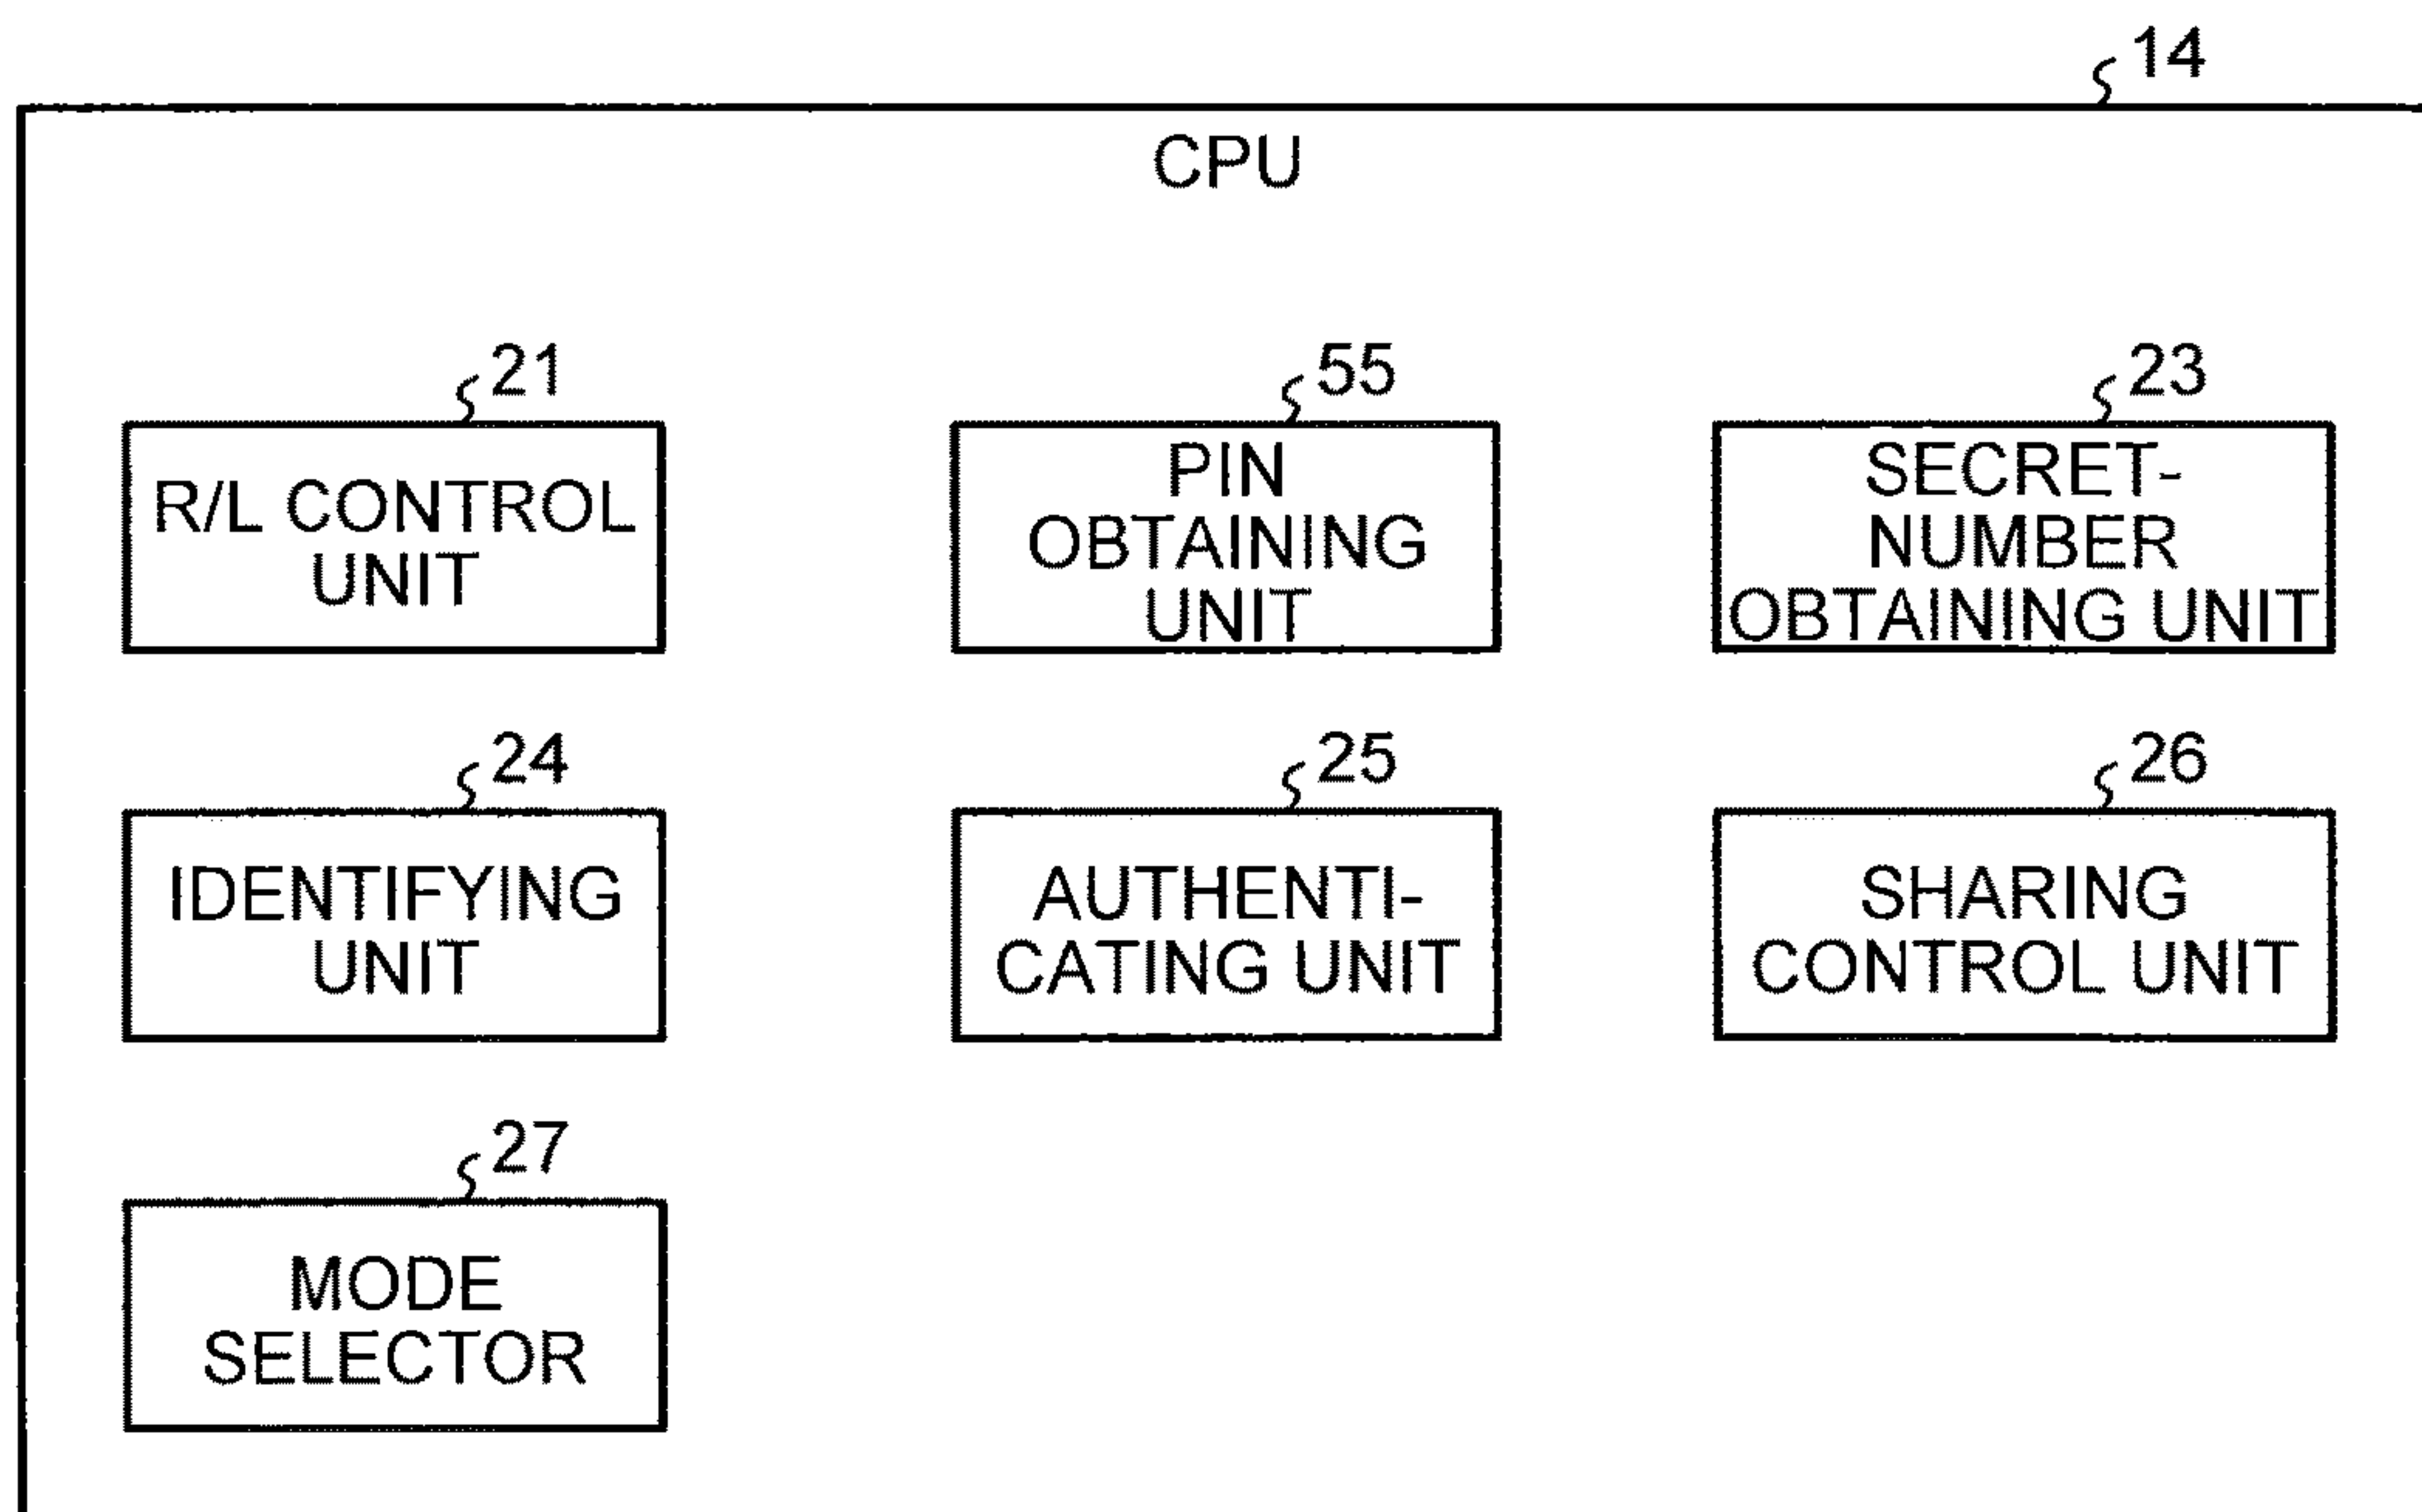 14
CPU
21
R/L CONTROL
UNIT
55
PIN
OBTAINING
UNIT
23
SECRET-
NUMBER
OBTAINING UNIT
24
IDENTIFYING
UNIT
25
AUTHENTI-
CATING UNIT
26
SHARING
CONTROL UNIT
27
MODE
SELECTOR